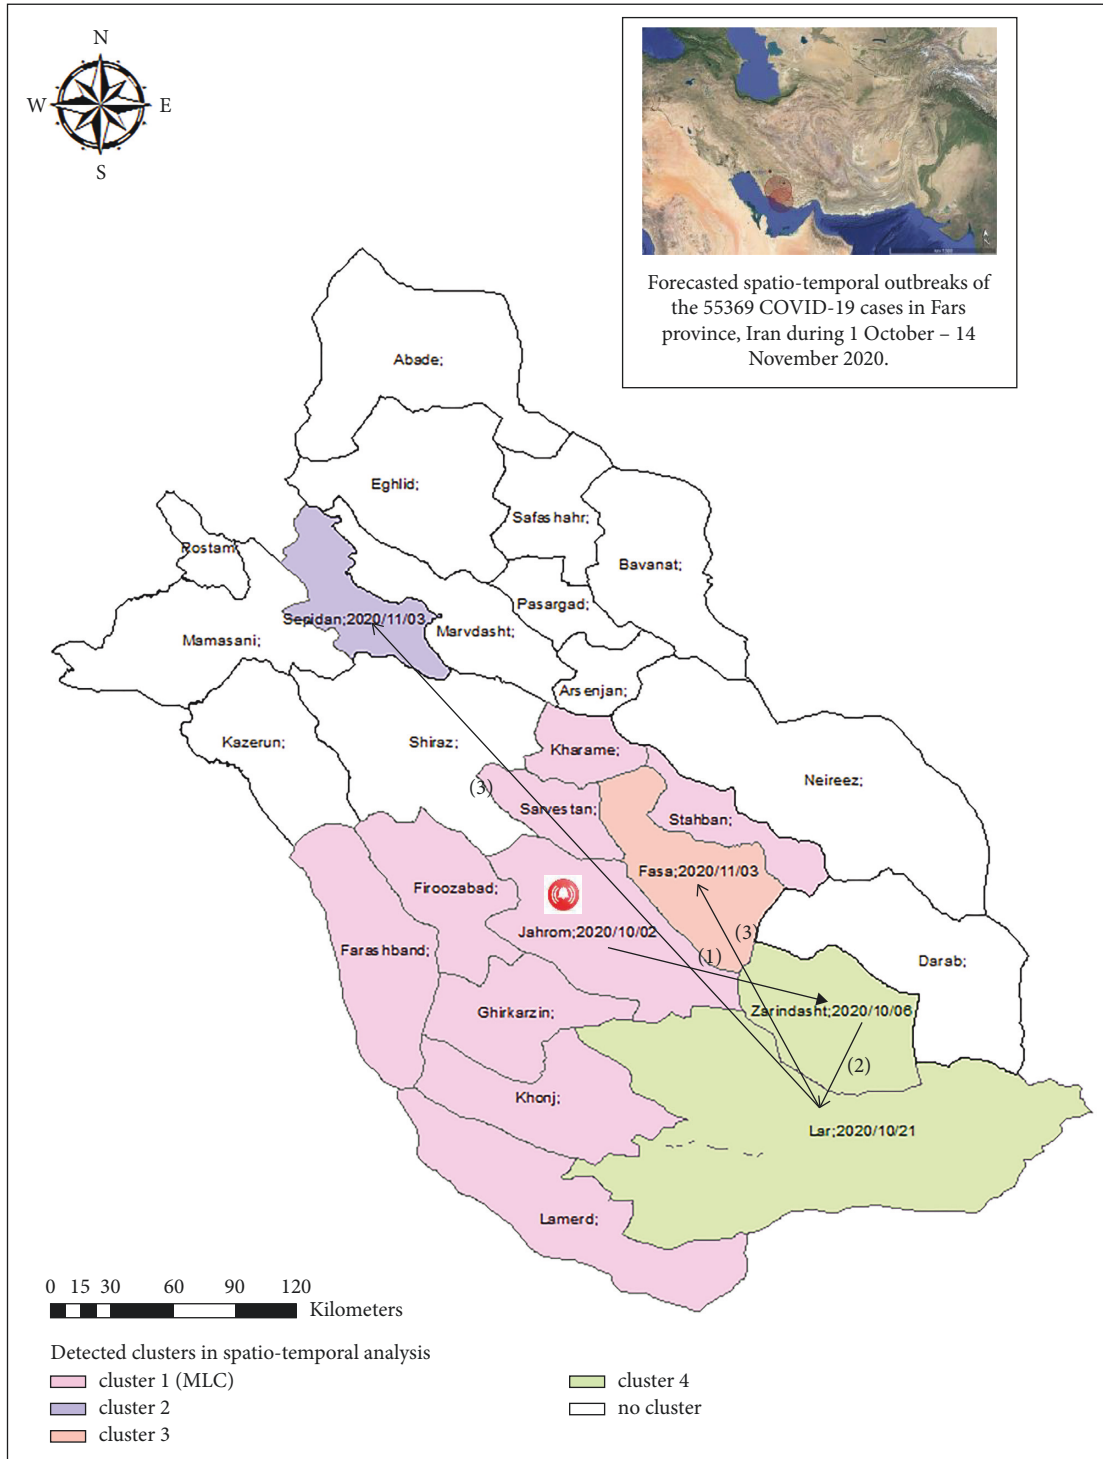 N
W
E
S
Forecasted spatio-temporal outbreaks of
the 55369 COVID-19 cases in Fars
province, Iran during 1 October – 14
November 2020.
Abade;
Eghlid;
Safashahr;
Rostam;
Bavanat;
Pasargad;
Sepidan;2020/11/03
Marvdasht;
Mamasani;
Arsenjan;
Kazerun;
Shiraz;
Kharame;
Neireez;
(3)
Sarvestan;
Stahban;
Fasa;2020/11/03
Firoozabad;
Jahrom;2020/10/02
(3)
Farashband;
(1)
Darab;
Ghirkarzin;
Zarindasht;2020/10/06
(2)
Khonj;
Lar;2020/10/21
Lamerd;
0 15 30 60 90 120
Kilometers
Detected clusters in spatio-temporal analysis
cluster 1 (MLC)
cluster 2
cluster 3
cluster 4
no cluster